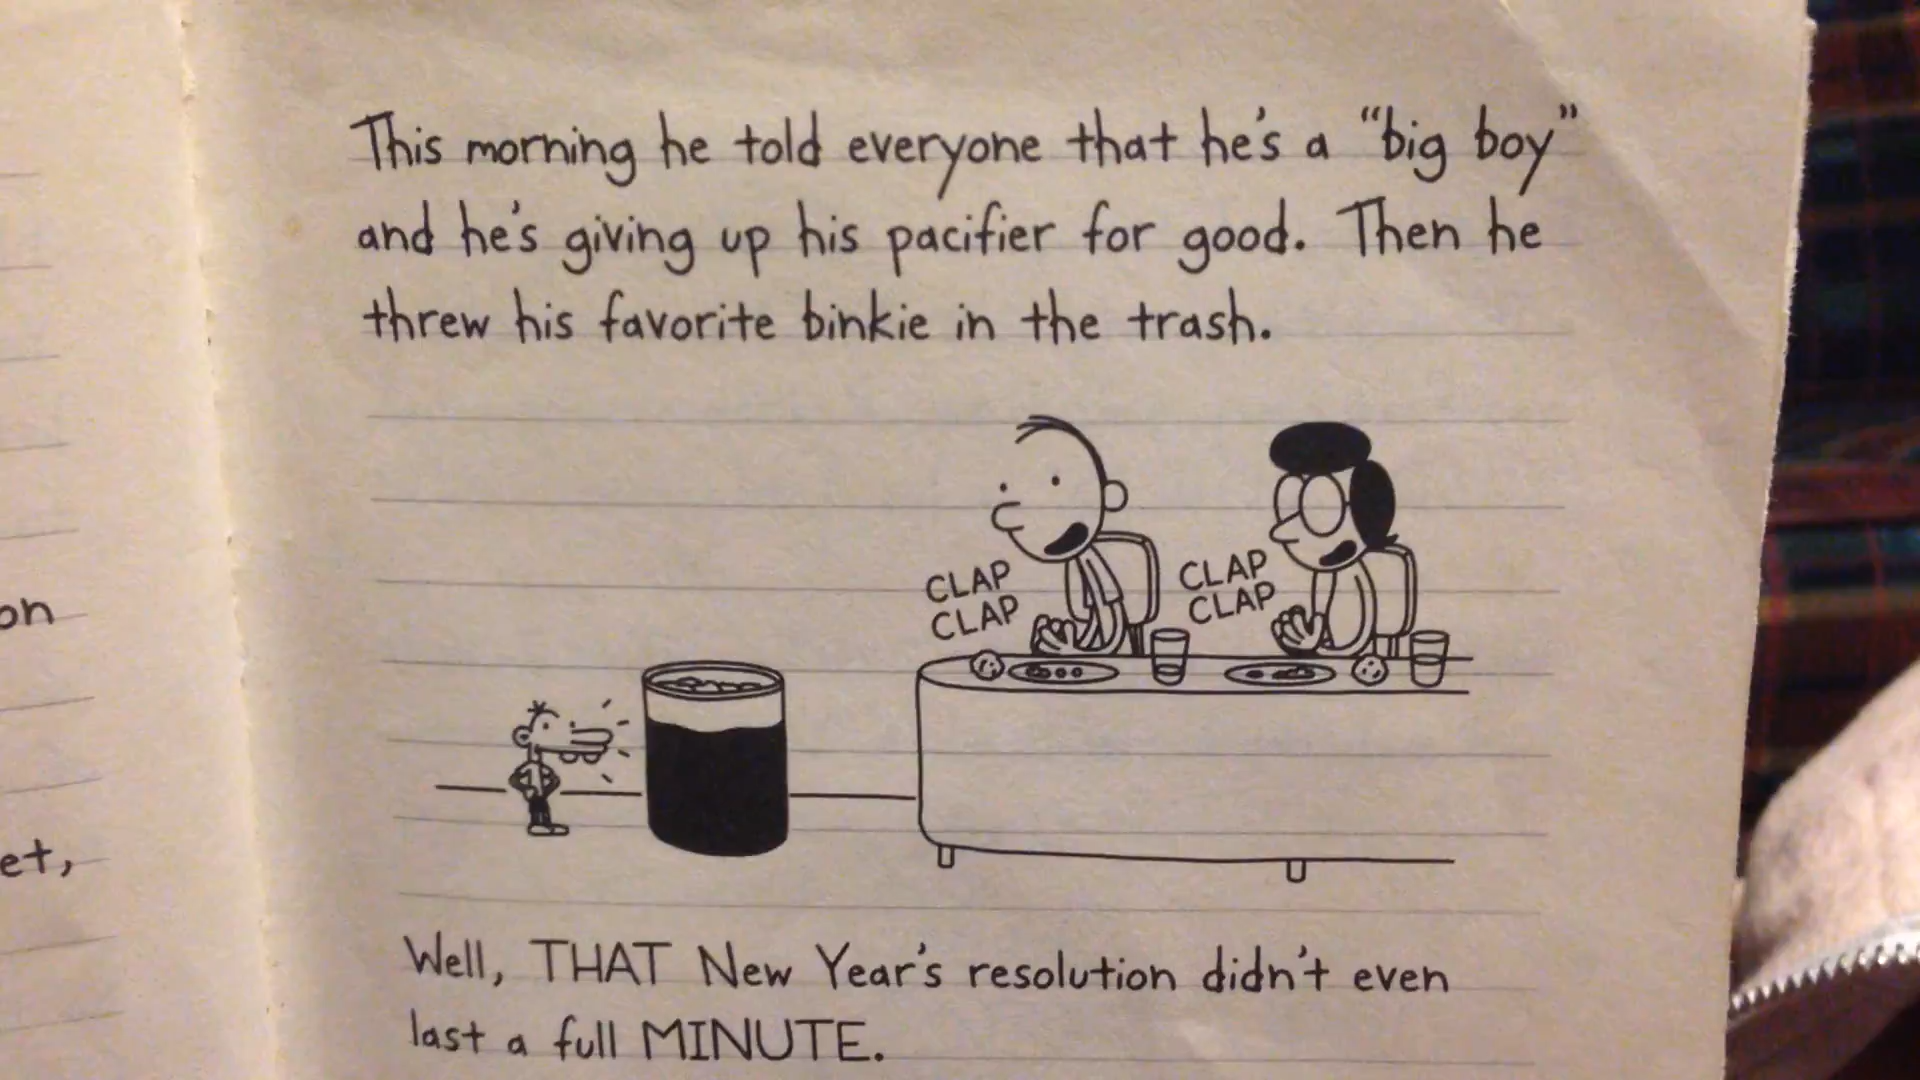 This morning he told everyone that he's a "big boy"
and he's giving up his pacifier for good. Then he
threw his favorite binkie in the trash.
CLAP
CLAP
CLAP
CLAP
Well, THAT New Year's resolution didn't even
last a full MINUTE.
on
et,